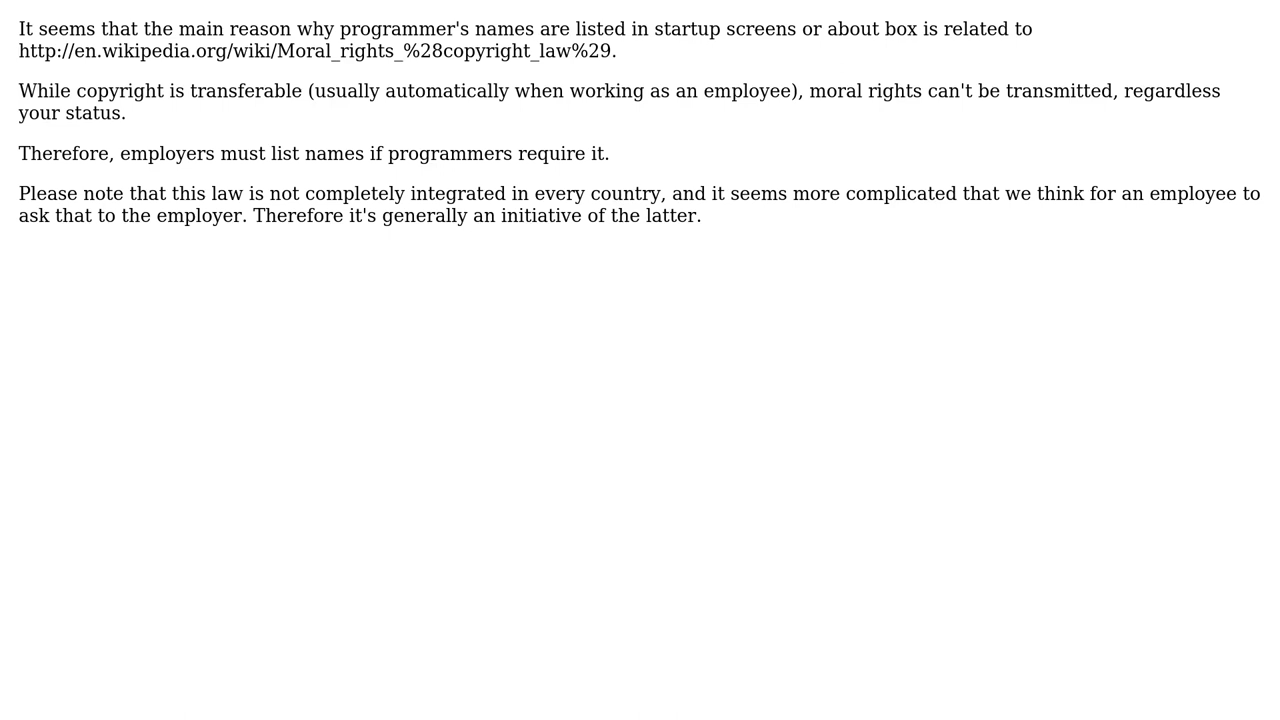 It seems that the main reason why programmer's names are listed in startup screens or about box is related to
http://en.wikipedia.org/wiki/Moral_rights_%28copyright_law%29.
While copyright is transferable (usually automatically when working as an employee), moral rights can't be transmitted, regardless
your status.
Therefore, employers must list names if programmers require it.
Please note that this law is not completely integrated in every country, and it seems more complicated that we think for an employee to
ask that to the employer. Therefore it's generally an initiative of the latter.